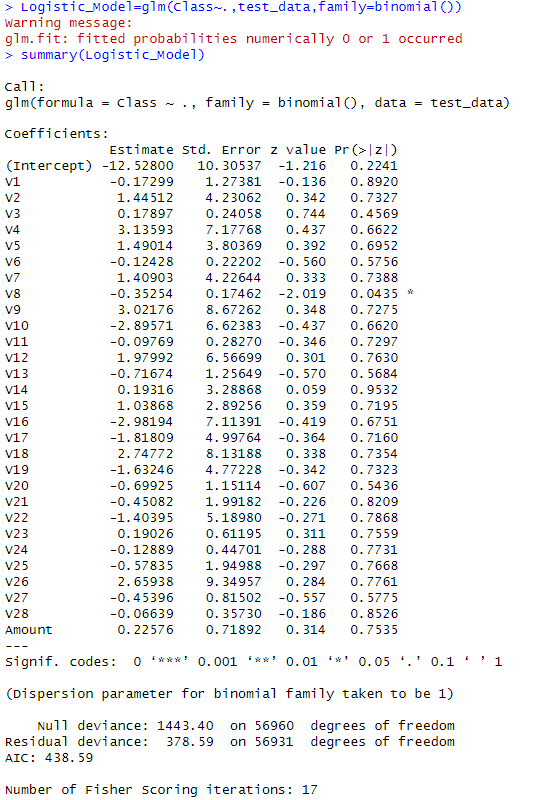 > Logistic_Model=glm(Class~.,test_data,family=binomial())
Warning message:
glm.fit: fitted probabilities numerically 0 or 1 occurred
> summary(Logistic_Model)
Call:
glm(formula = Class ~ ., family = binomial(), data = test_data)
Coefficients:
Estimate Std. Error z value Pr(>|z|)
(Intercept) -12.52800 10.30537 -1.216 0.2241
V1 -0.17299 1.27381 -0.136 0.8920
V2 1.44512 4.23062 0.342 0.7327
V3 0.17897 0.24058 0.744 0.4569
V4 3.13593 7.17768 0.437 0.6622
V5 1.49014 3.80369 0.392 0.6952
V6 -0.12428 0.22202 -0.560 0.5756
V7 1.40903 4.22644 0.333 0.7388
V8 -0.35254 0.17462 -2.019 0.0435 *
V9 3.02176 8.67262 0.348 0.7275
V10 -2.89571 6.62383 -0.437 0.6620
V11 -0.09769 0.28270 -0.346 0.7297
V12 1.97992 6.56699 0.301 0.7630
V13 -0.71674 1.25649 -0.570 0.5684
V14 0.19316 3.28868 0.059 0.9532
V15 1.03868 2.89256 0.359 0.7195
V16 -2.98194 7.11391 -0.419 0.6751
V17 -1.81809 4.99764 -0.364 0.7160
V18 2.74772 8.13188 0.338 0.7354
V19 -1.63246 4.77228 -0.342 0.7323
V20 -0.69925 1.15114 -0.607 0.5436
V21 -0.45082 1.99182 -0.226 0.8209
V22 -1.40395 5.18980 -0.271 0.7868
V23 0.19026 0.61195 0.311 0.7559
V24 -0.12889 0.44701 -0.288 0.7731
V25 -0.57835 1.94988 -0.297 0.7668
V26 2.65938 9.34957 0.284 0.7761
V27 -0.45396 0.81502 -0.557 0.5775
V28 -0.06639 0.35730 -0.186 0.8526
Amount 0.22576 0.71892 0.314 0.7535
---
Signif. codes: 0 ‘***’ 0.001 ‘**’ 0.01 ‘*’ 0.05 ‘.’ 0.1 ‘ ’ 1
(Dispersion parameter for binomial family taken to be 1)
Null deviance: 1443.40 on 56960 degrees of freedom
Residual deviance: 378.59 on 56931 degrees of freedom
AIC: 438.59
Number of Fisher Scoring iterations: 17